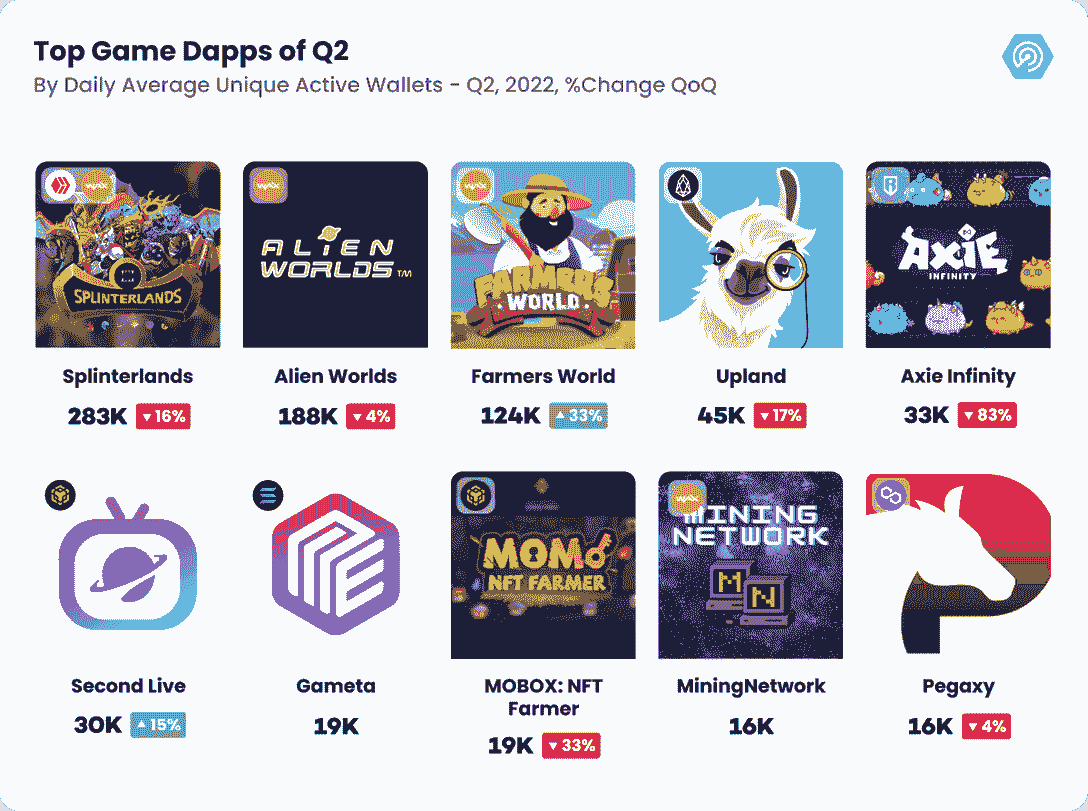 Top Game Dapps of Q2
By Daily Average Unique Active Wallets - Q2, 2022, %Change QoQ
SPLINTERLANDS
ALIEN
WORLDS™
FARMERS
WORLD
AXIE
INFINITY
Splinterlands
283K ▼16%
Alien Worlds
188K ▼4%
Farmers World
124K ▲33%
Upland
45K ▼17%
Axie Infinity
33K ▼83%
MOMO
NFT FARMER
MINING
NETWORK
M
N
Second Live
30K ▲15%
Gameta
19K
MOBOX: NFT
Farmer
19K ▼33%
MiningNetwork
16K
Pegaxy
16K ▼4%